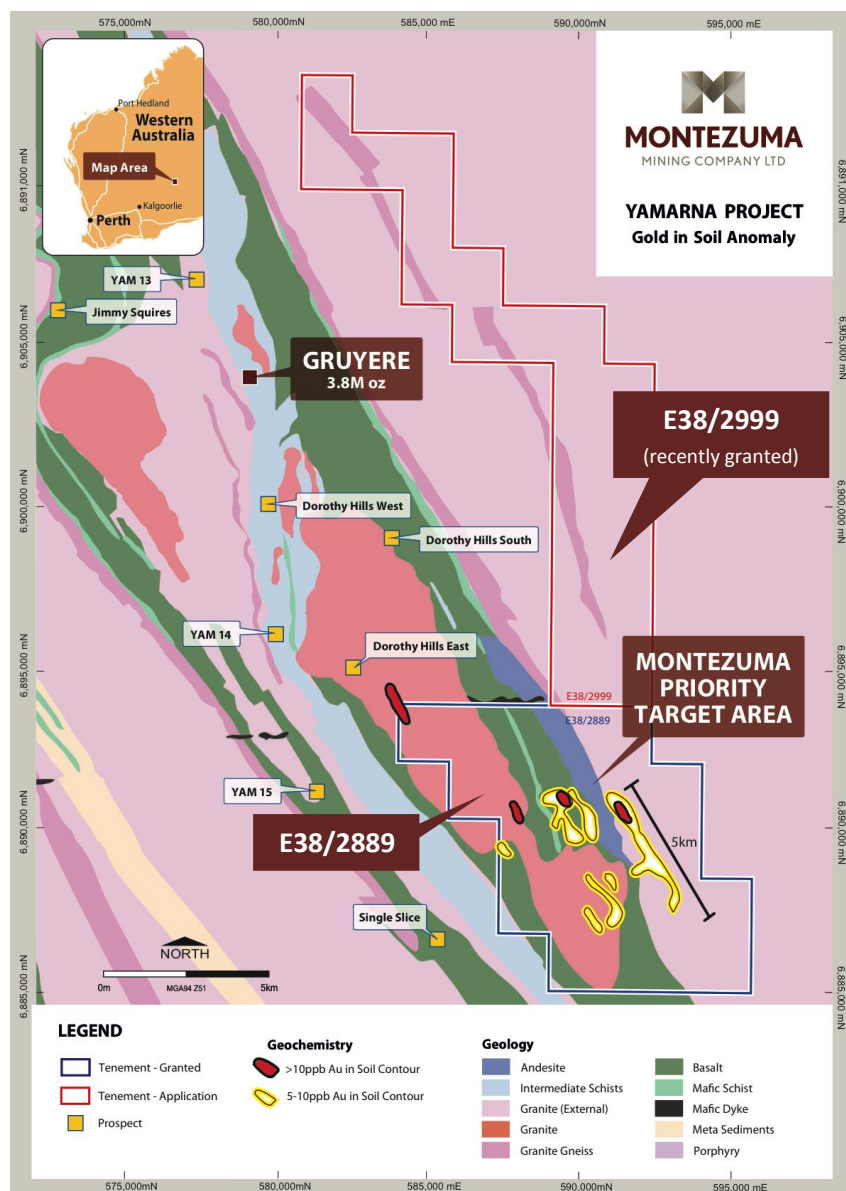 575,000mN
580,000mN
585,000 mE
590,000mN
595,000 mE
Port Hedland
Western
Australia
Map Area
Kalgoorlie
Perth
MONTEZUMA
MINING COMPANY LTD
YAMARNA PROJECT
Gold in Soil Anomaly
6,891,000 mN
6,891,000 mN
YAM 13
Jimmy Squires
6,905,000 mN
6,905,000 mN
GRUYERE
3.8M oz
E38/2999
(recently granted)
6,900,000 mN
6,900,000 mN
Dorothy Hills West
Dorothy Hills South
YAM 14
Dorothy Hills East
6,895,000 mN
6,895,000 mN
MONTEZUMA
PRIORITY
TARGET AREA
E38/2999
E38/2889
YAM 15
6,890,000 mN
6,890,000 mN
E38/2889
5km
Single Slice
NORTH
0m
MGA94 Z51
5km
6,885,000 mN
6,885,000 mN
LEGEND
Tenement - Granted
Tenement - Application
Prospect
Geochemistry
>10ppb Au in Soil Contour
5-10ppb Au in Soil Contour
Geology
Andesite
Intermediate Schists
Granite (External)
Granite
Granite Gneiss
Basalt
Mafic Schist
Mafic Dyke
Meta Sediments
Porphyry
575,000mN
580,000mN
585,000 mE
590,000mN
595,000 mE